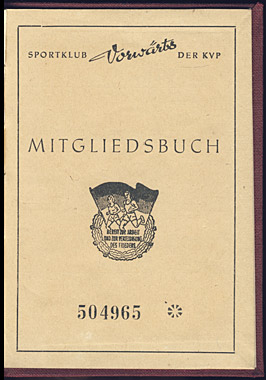 SPORTKLUB Vorwärts DER KVP
MITGLIEDSBUCH
BEREIT ZUR ARBEIT
UND ZUR VERTEIDIGUNG
DES FRIEDENS
504965